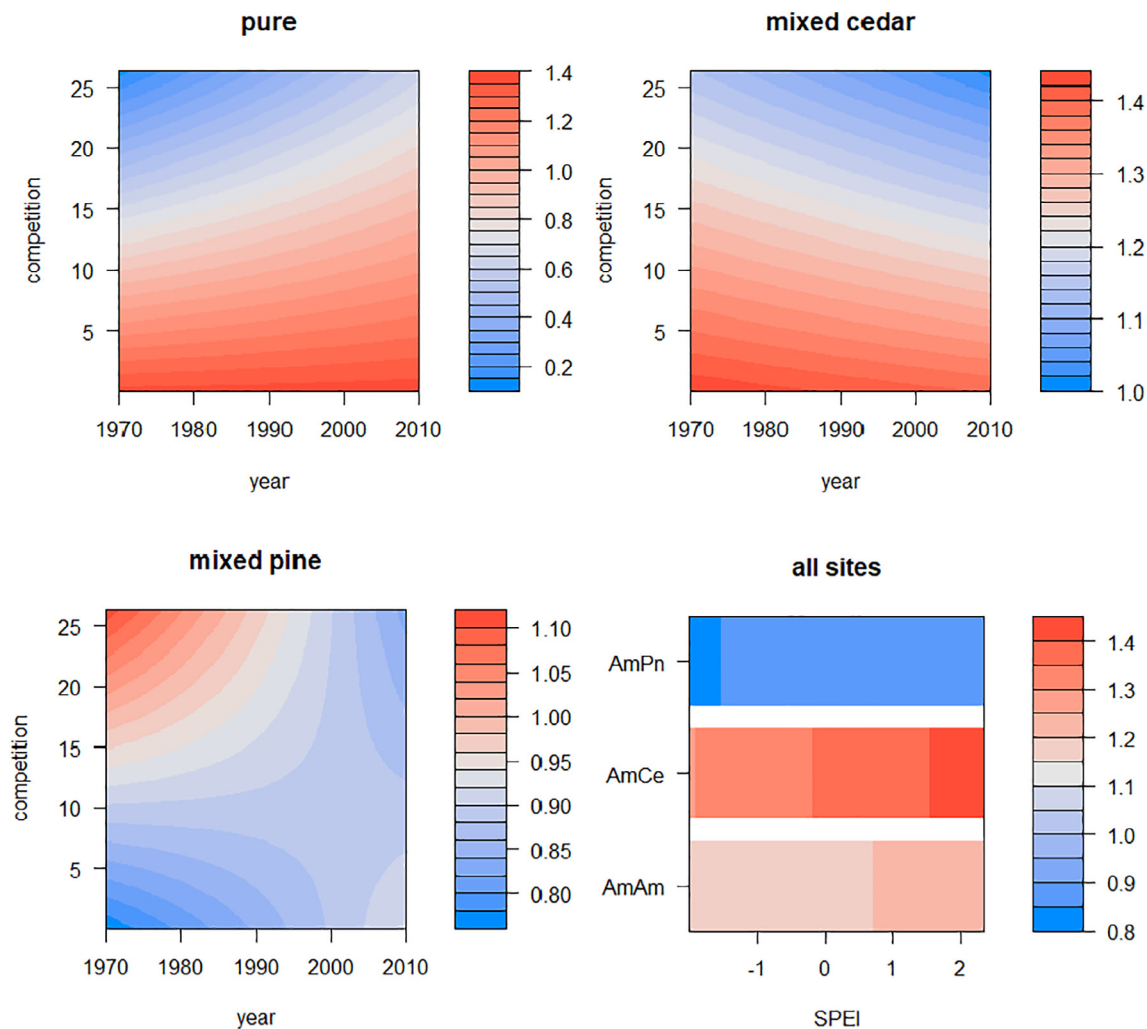 pure
25
20
15
10
5
competition
1970 1980 1990 2000 2010
year
1.4
1.2
1.0
0.8
0.6
0.4
0.2
mixed cedar
25
20
15
10
5
competition
1970 1980 1990 2000 2010
year
1.4
1.3
1.2
1.1
1.0
mixed pine
25
20
15
10
5
competition
1970 1980 1990 2000 2010
year
1.10
1.05
1.00
0.95
0.90
0.85
0.80
all sites
AmPn
AmCe
AmAm
-1 0 1 2
SPEI
1.4
1.3
1.2
1.1
1.0
0.9
0.8